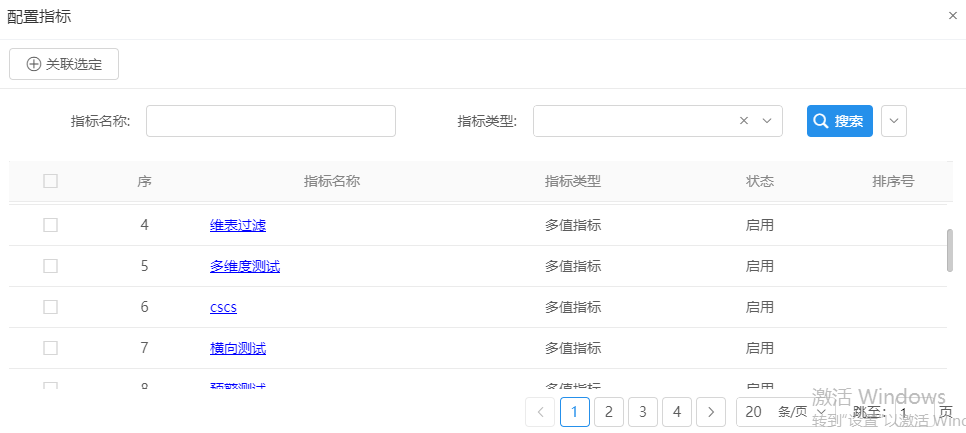 配置指标 ×
关联选定
指标名称: 指标类型: × 搜索
序 指标名称 指标类型 状态 排序号
4 维表过滤 多值指标 启用
5 多维度测试 多值指标 启用
6 cscs 多值指标 启用
7 横向测试 多值指标 启用
8 预警测试 多值指标 启用
激活 Windows
1 2 3 4 20 条/页 跳至: 1 页
转到"设置"以激活 Wind